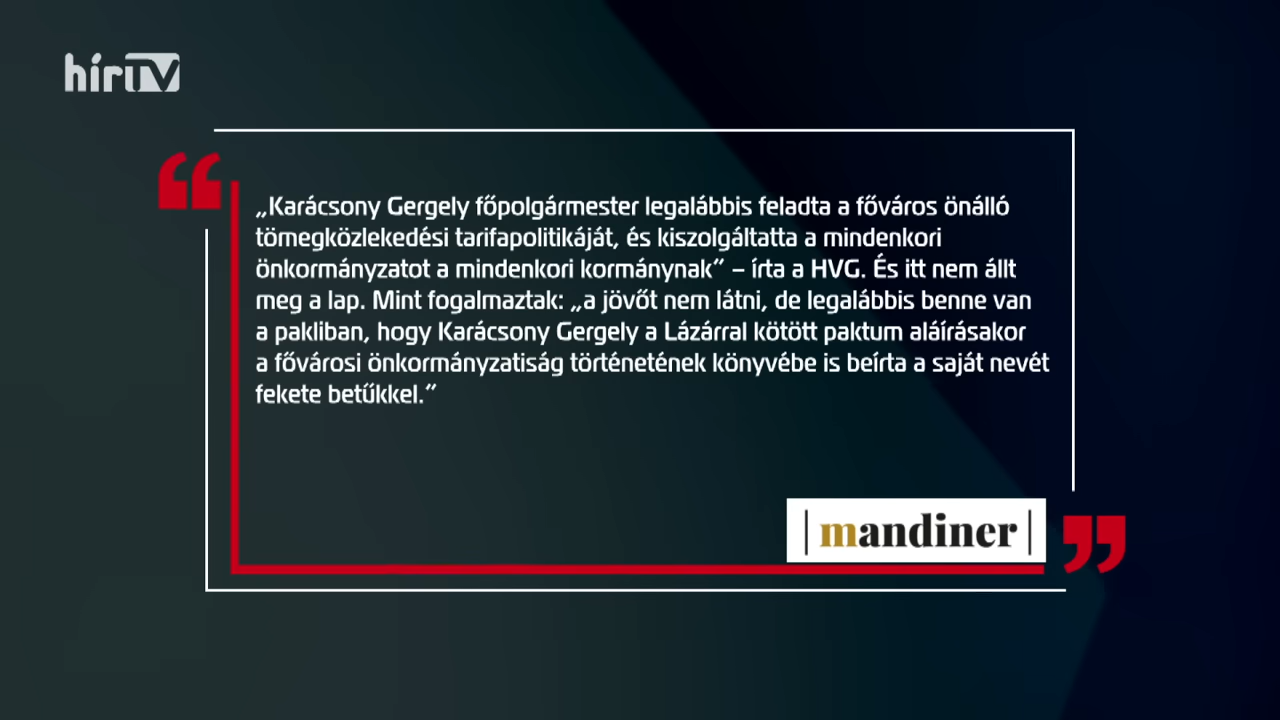 hírTV
„Karácsony Gergely főpolgármester legalábbis feladta a főváros önálló
tömegközlekedési tarifapolitikáját, és kiszolgáltatta a mindenkori
önkormányzatot a mindenkori kormánynak” – írta a HVG. És itt nem állt
meg a lap. Mint fogalmaztak: „a jövőt nem látni, de legalábbis benne van
a pakliban, hogy Karácsony Gergely a Lázárral kötött paktum aláírásakor
a fővárosi önkormányzatiság történetének könyvébe is beírta a saját nevét
fekete betűkkel.”
| mandiner |